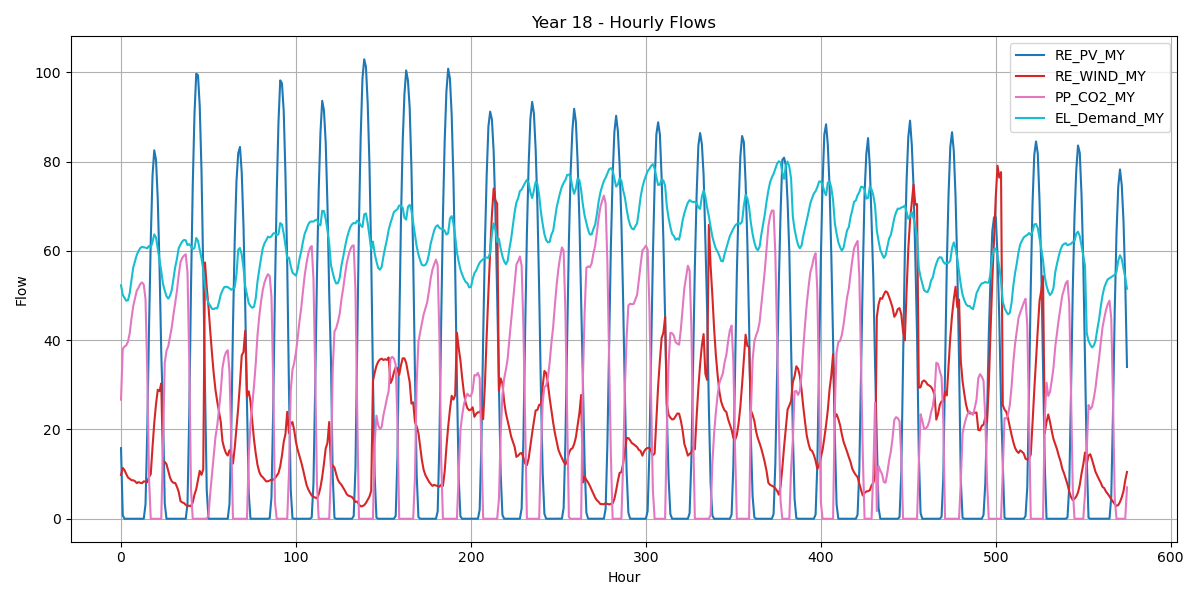 Year 18 - Hourly Flows
RE_PV_MY
RE_WIND_MY
PP_CO2_MY
EL_Demand_MY
Flow
100
80
60
40
20
0
0 100 200 300 400 500 600
Hour